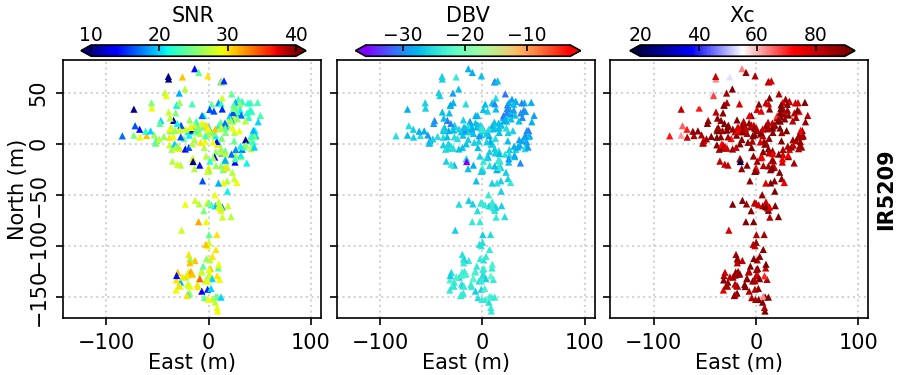 SNR DBV Xc
10 20 30 40 −30 −20 −10 20 40 60 80
50
0
−50
−100
−150
North (m)
−100 0 100 −100 0 100 −100 0 100
East (m) East (m) East (m)
IR5209